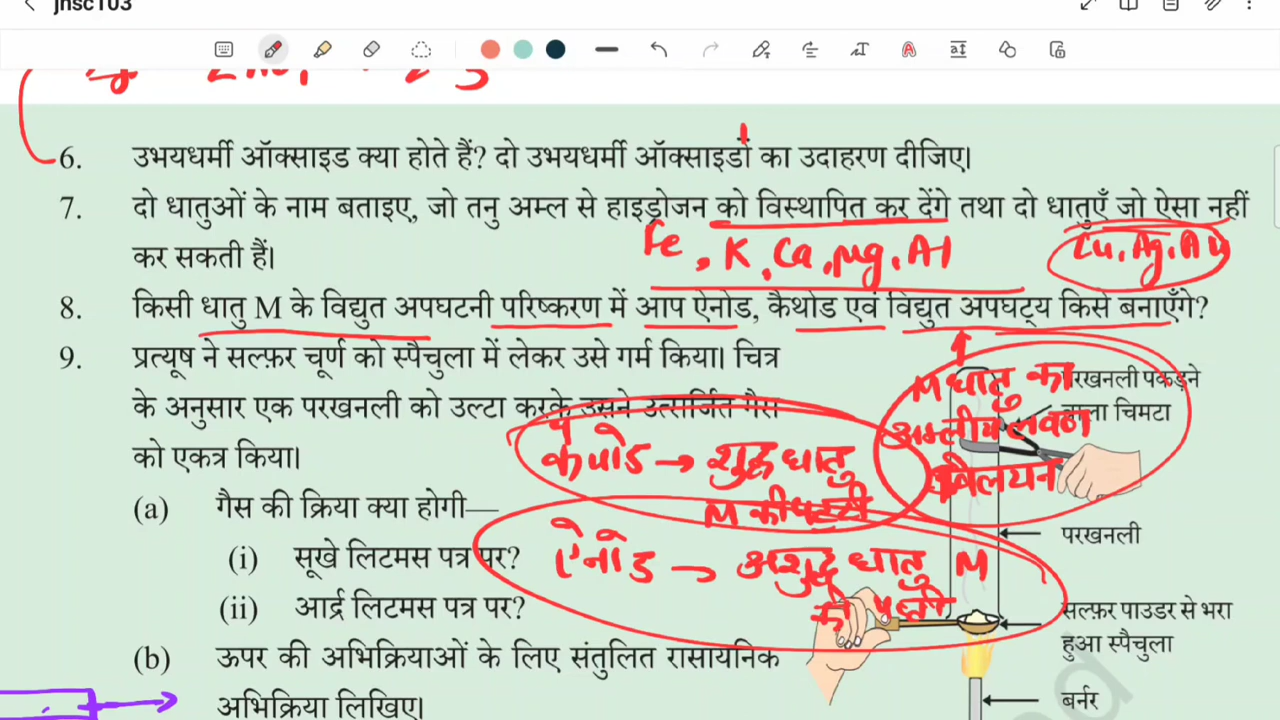 jhsc103
6. उभयधर्मी ऑक्साइड क्या होते हैं? दो उभयधर्मी ऑक्साइडों का उदाहरण दीजिए।
7. दो धातुओं के नाम बताइए, जो तनु अम्ल से हाइड्रोजन को विस्थापित कर देंगे तथा दो धातुएँ जो ऐसा नहीं
कर सकती हैं।
Fe, K, Ca, Mg, Al
Cu, Ag, Au
8. किसी धातु M के विद्युत अपघटनी परिष्करण में आप ऐनोड, कैथोड एवं विद्युत अपघट्य किसे बनाएँगे?
9. प्रत्यूष ने सल्फ़र चूर्ण को स्पैचुला में लेकर उसे गर्म किया। चित्र
के अनुसार एक परखनली को उल्टा करके उसने उत्सर्जित गैस
को एकत्र किया।
M धातु का
अम्लीय लवण
विलयन
कैथोड → शुद्ध धातु
M की पट्टी
ऐनोड → अशुद्ध धातु M
की पट्टी
(a) गैस की क्रिया क्या होगी—
(i) सूखे लिटमस पत्र पर?
(ii) आर्द्र लिटमस पत्र पर?
(b) ऊपर की अभिक्रियाओं के लिए संतुलित रासायनिक
अभिक्रिया लिखिए।
परखनली पकड़ने
वाला चिमटा
परखनली
सल्फ़र पाउडर से भरा
हुआ स्पैचुला
बर्नर